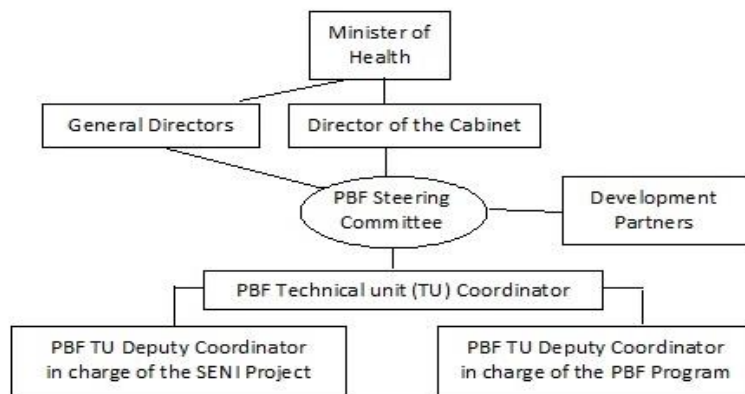 Minister of
Health
General Directors
Director of the Cabinet
PBF Steering
Committee
Development
Partners
PBF Technical unit (TU) Coordinator
PBF TU Deputy Coordinator
in charge of the SENI Project
PBF TU Deputy Coordinator
in charge of the PBF Program